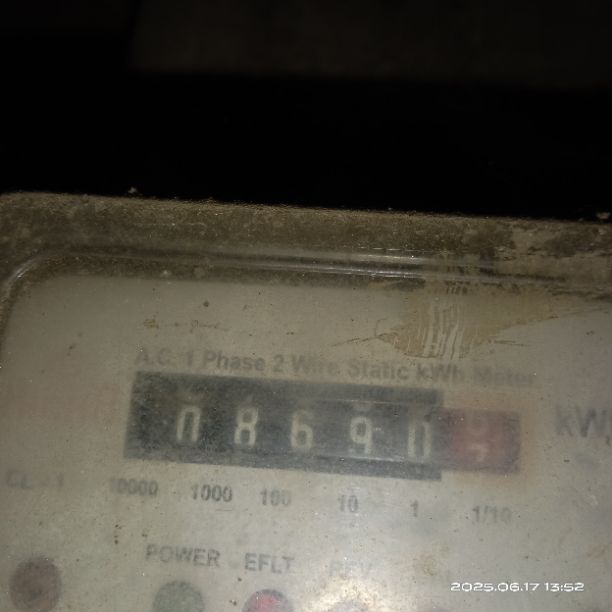 A.C. 1 Phase 2 Wire Static kWh Meter
0 8 6 9 0
kWh
CL - 1 10000 1000 100 10 1 1/10
POWER EFLT REV
2025.06.17 13:52